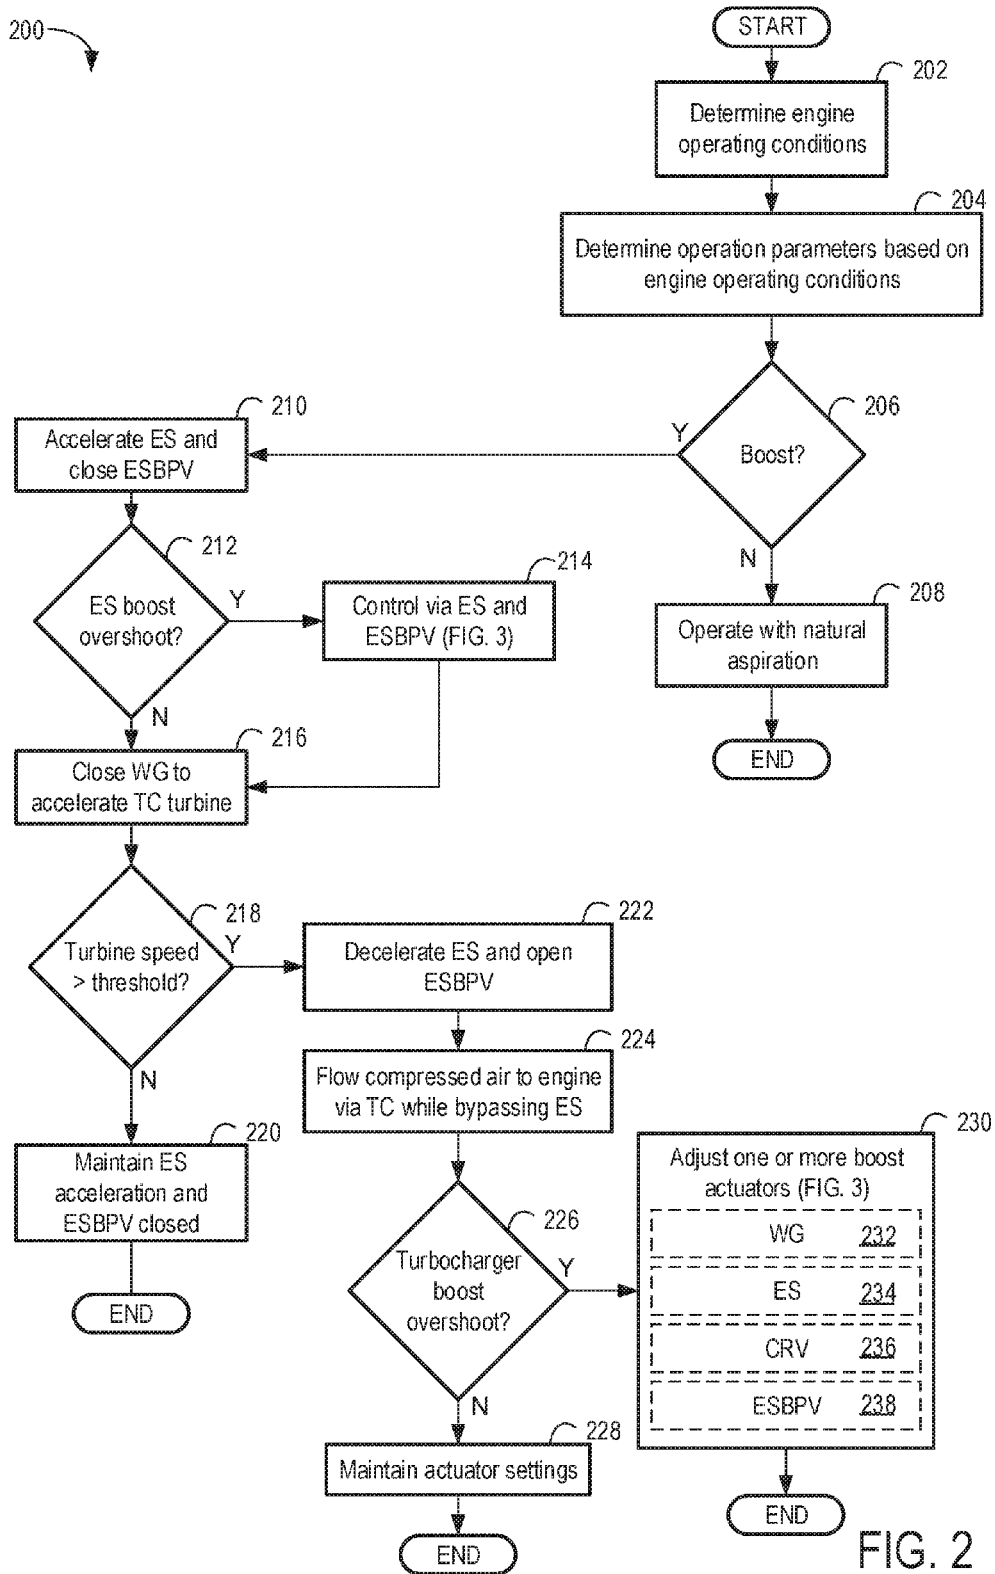 200
START
202
Determine engine
operating conditions
204
Determine operation parameters based on
engine operating conditions
206
Boost?
Y
N
208
Operate with natural
aspiration
END
210
Accelerate ES and
close ESBPV
212
ES boost
overshoot?
Y
N
214
Control via ES and
ESBPV (FIG. 3)
216
Close WG to
accelerate TC turbine
218
Turbine speed
> threshold?
Y
N
220
Maintain ES
acceleration and
ESBPV closed
END
222
Decelerate ES and open
ESBPV
224
Flow compressed air to engine
via TC while bypassing ES
226
Turbocharger
boost
overshoot?
Y
N
228
Maintain actuator settings
END
230
Adjust one or more boost
actuators (FIG. 3)
WG 232
ES 234
CRV 236
ESBPV 238
END
FIG. 2